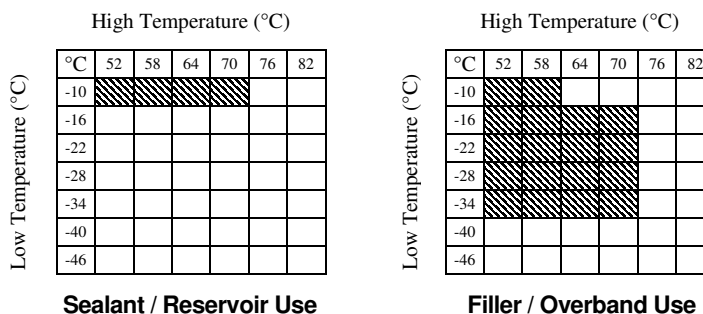 High Temperature (°C)
Low Temperature (°C)
°C 52 58 64 70 76 82
-10
-16
-22
-28
-34
-40
-46
Sealant / Reservoir Use
High Temperature (°C)
Low Temperature (°C)
°C 52 58 64 70 76 82
-10
-16
-22
-28
-34
-40
-46
Filler / Overband Use